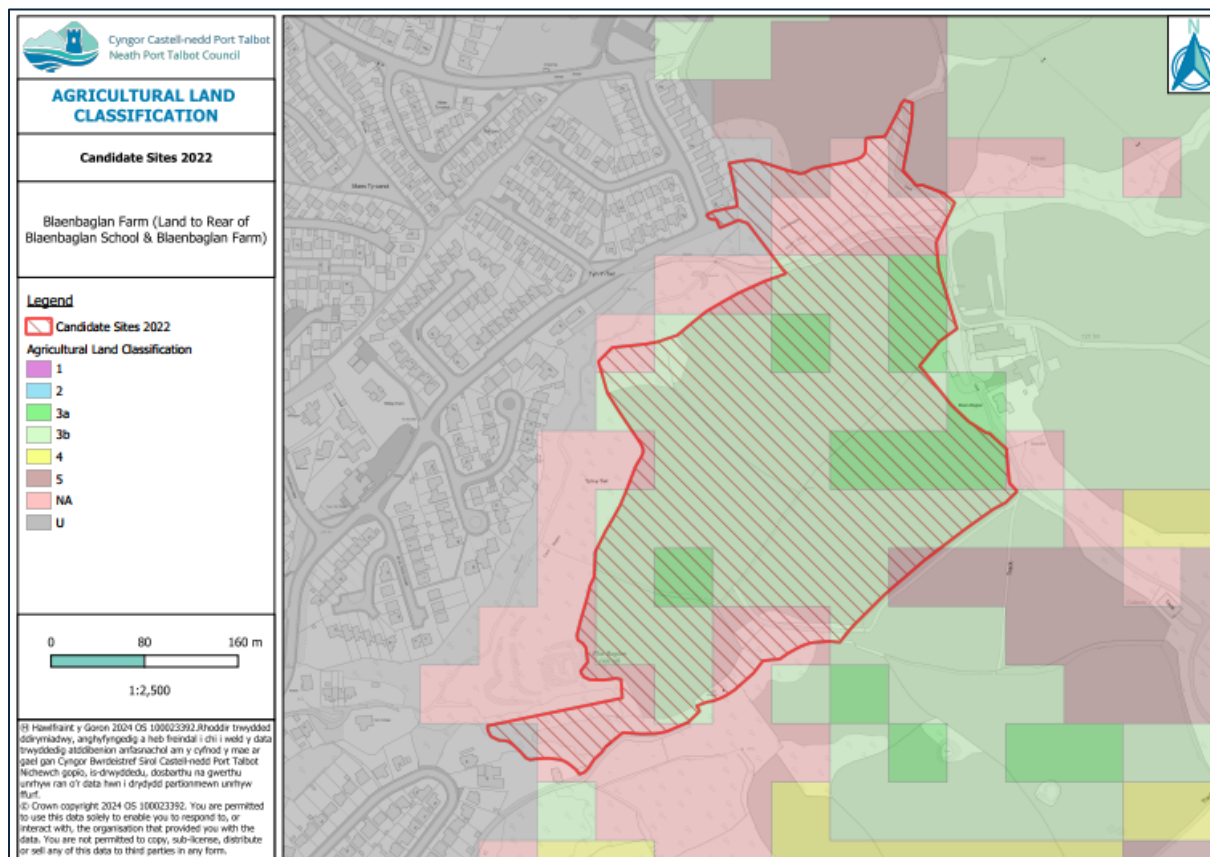 Cyngor Castell-nedd Port Talbot
Neath Port Talbot Council
AGRICULTURAL LAND
CLASSIFICATION
Candidate Sites 2022
Blaenbaglan Farm (Land to Rear of
Blaenbaglan School & Blaenbaglan Farm)
Legend
Candidate Sites 2022
Agricultural Land Classification
1
2
3a
3b
4
5
NA
U
0 80 160 m
1:2,500
Hawlfraint y Goron 2024 OS 100023392.Rhoddir trwydded
ddirymiadwy, anghyfyngedig a heb freindal i chi i weld y data
trwyddedig atddibenion anfasnachol am y cyfnod y mae ar
gael gan Cyngor Bwrdeistref Sirol Castell-nedd Port Talbot
Nichewch gopïo, is-drwyddedu, dosbarthu na gwerthu
unrhyw ran o'r data hwn i drydydd partïonmewn unrhyw
ffurf.
© Crown copyright 2024 OS 100023392. You are permitted
to use this data solely to enable you to respond to, or
interact with, the organisation that provided you with the
data. You are not permitted to copy, sub-license, distribute
or sell any of this data to third parties in any form.
N